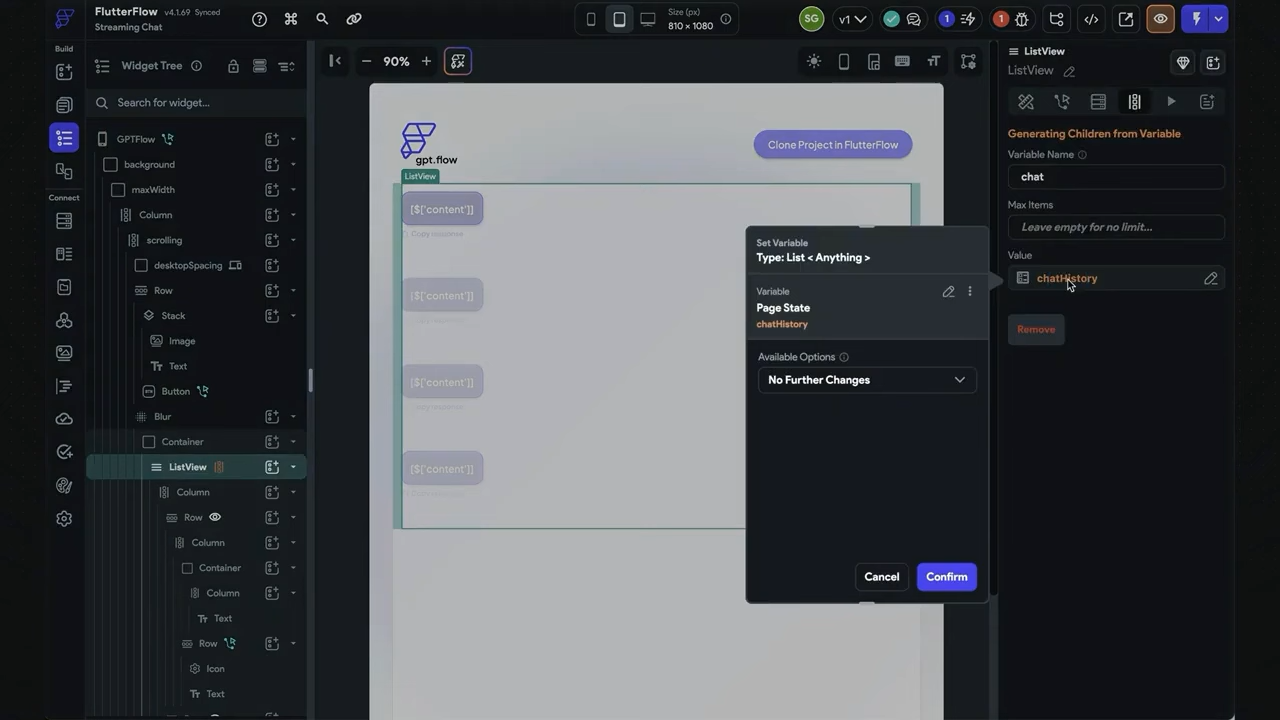 FlutterFlow v4.1.69 Synced
Streaming Chat
Size (px)
810 × 1080
SG
v1
1
1
Build
Connect
Widget Tree
Search for widget...
GPTFlow
background
maxWidth
Column
scrolling
desktopSpacing
Row
Stack
Image
Text
Button
Blur
Container
ListView
Column
Row
Column
Container
Column
Text
Row
Icon
Text
90%
gpt.flow
Clone Project in FlutterFlow
ListView
[$['content']]
Copy response
[$['content']]
[$['content']]
Copy response
[$['content']]
Set Variable
Type: List < Anything >
Variable
Page State
chatHistory
Available Options
No Further Changes
Cancel
Confirm
ListView
ListView
Generating Children from Variable
Variable Name
chat
Max Items
Leave empty for no limit...
Value
chatHistory
Remove